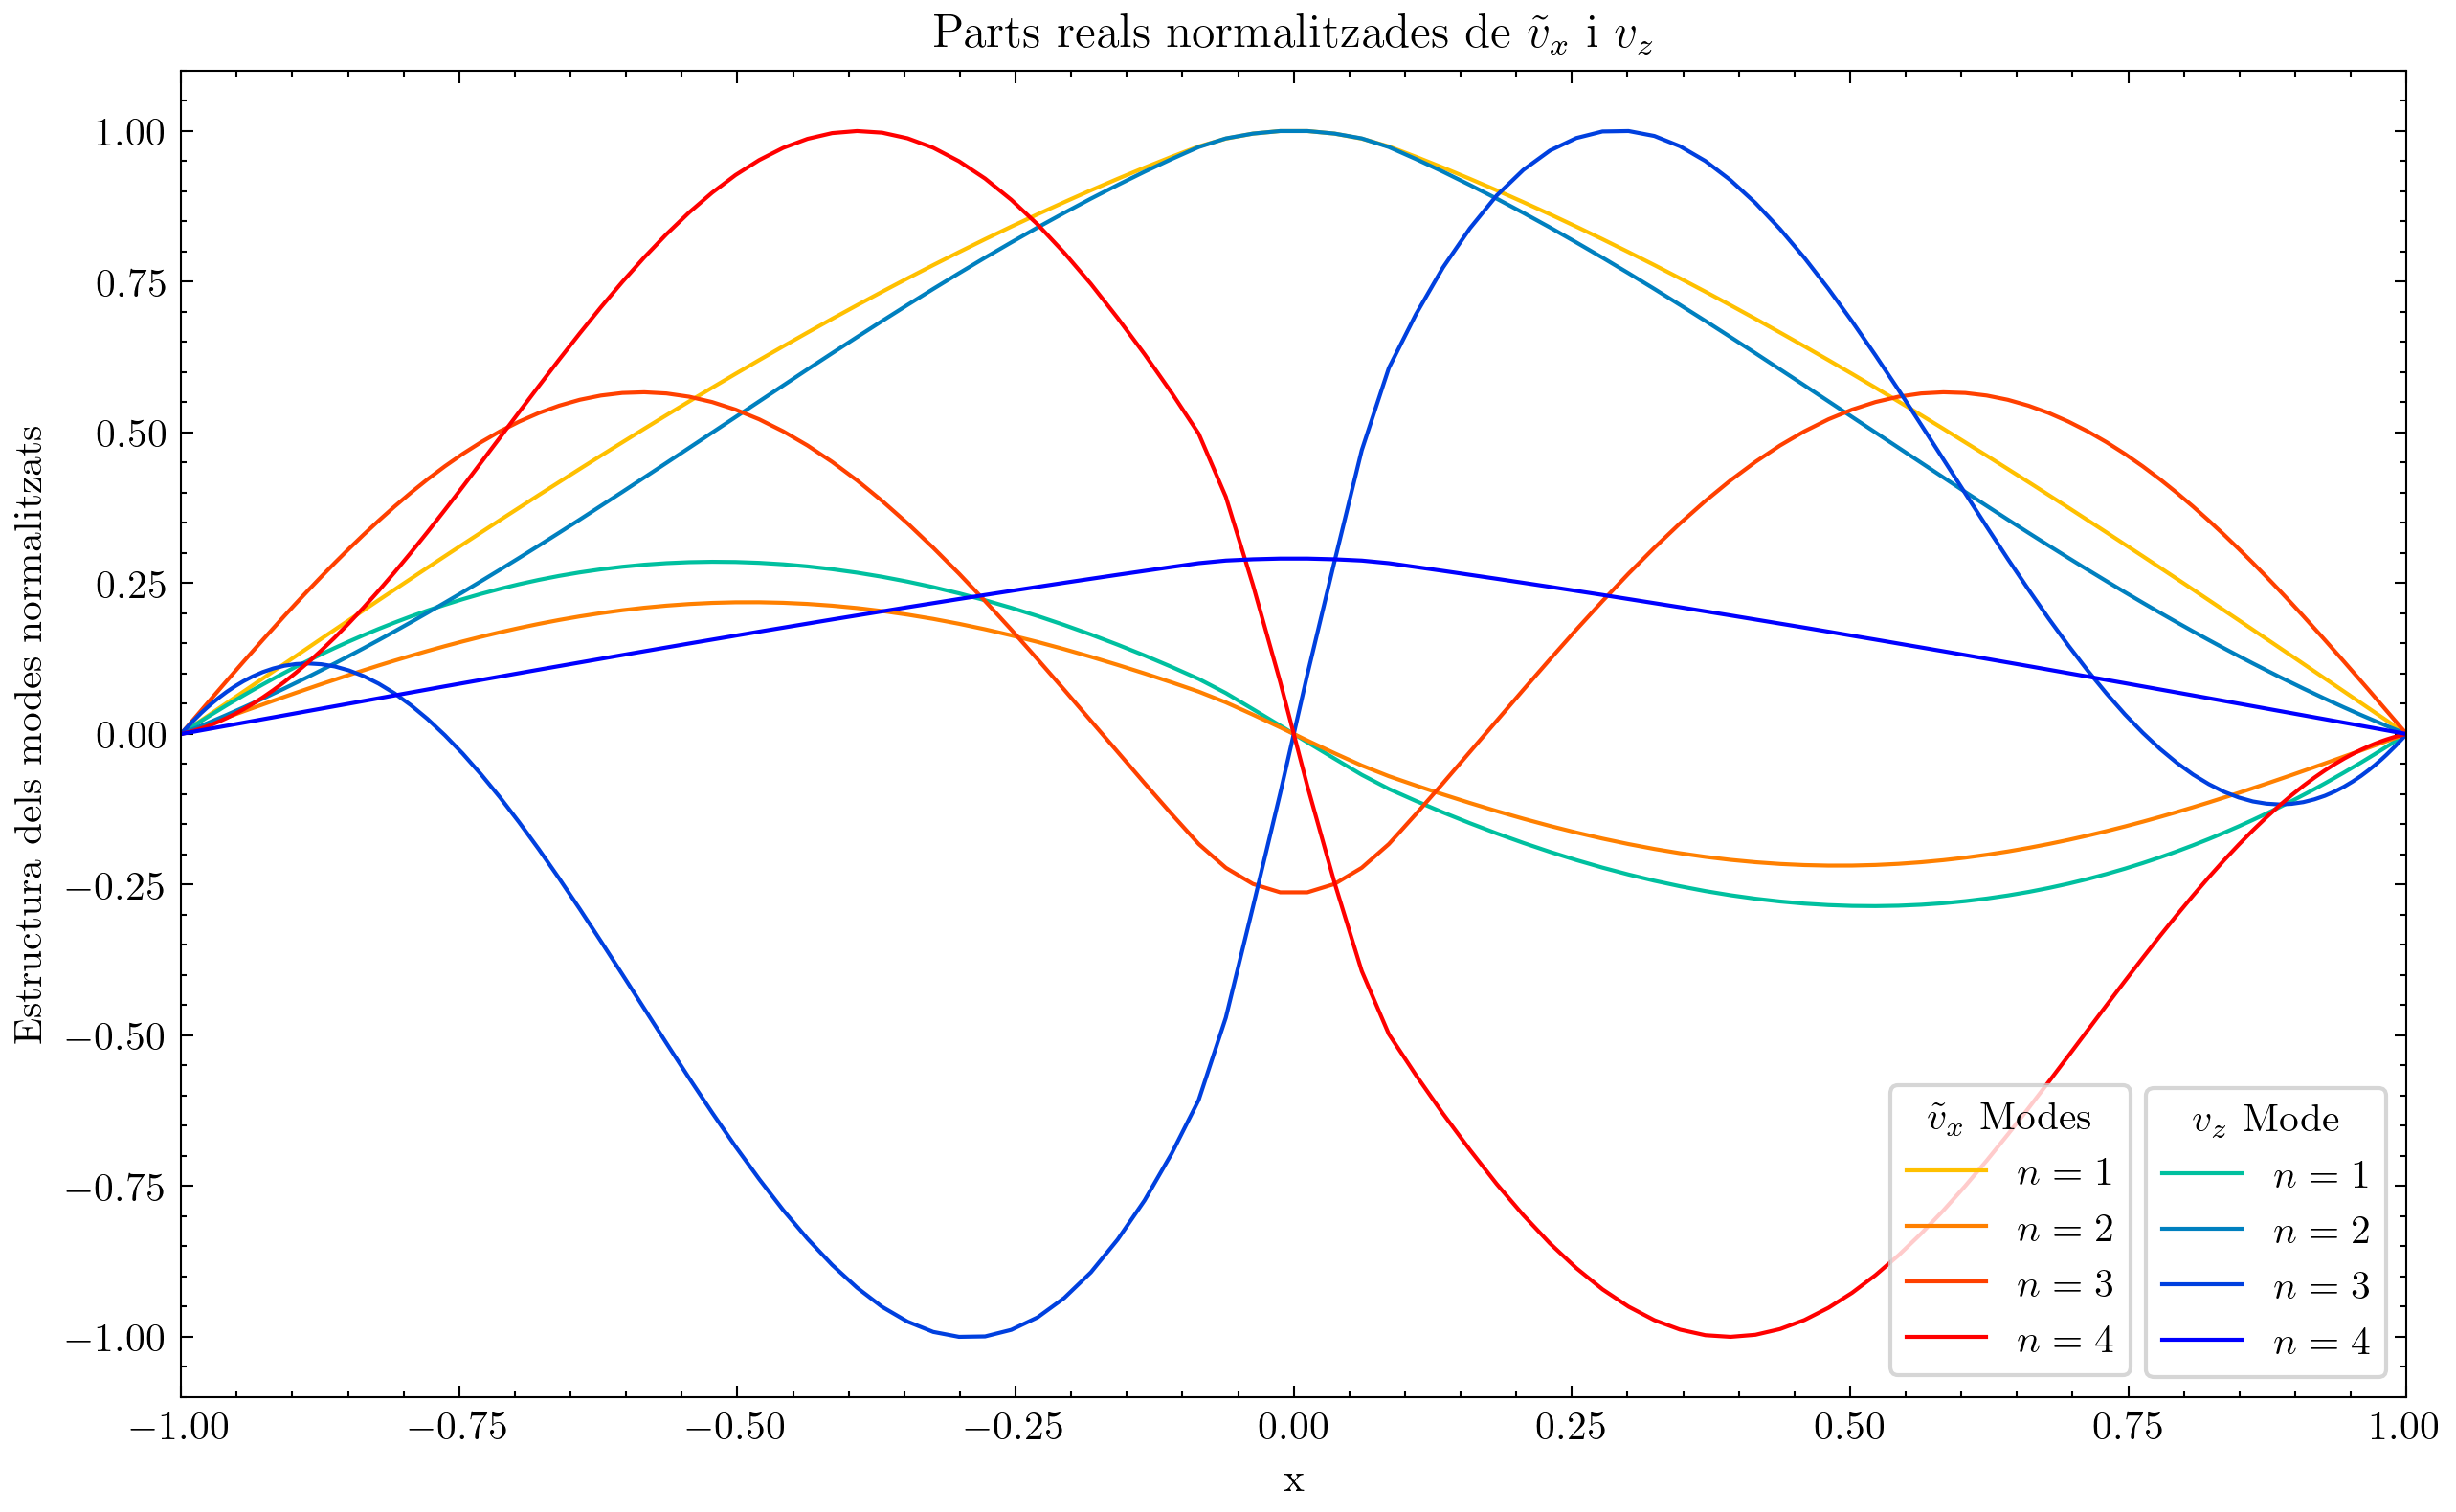 Parts reals normalitzades de ṽ_x i v_z
Estructura dels modes normalitzats
1.00
0.75
0.50
0.25
0.00
−0.25
−0.50
−0.75
−1.00
ṽ_x Modes
n = 1
n = 2
n = 3
n = 4
v_z Mode
n = 1
n = 2
n = 3
n = 4
−1.00 −0.75 −0.50 −0.25 0.00 0.25 0.50 0.75 1.00
x